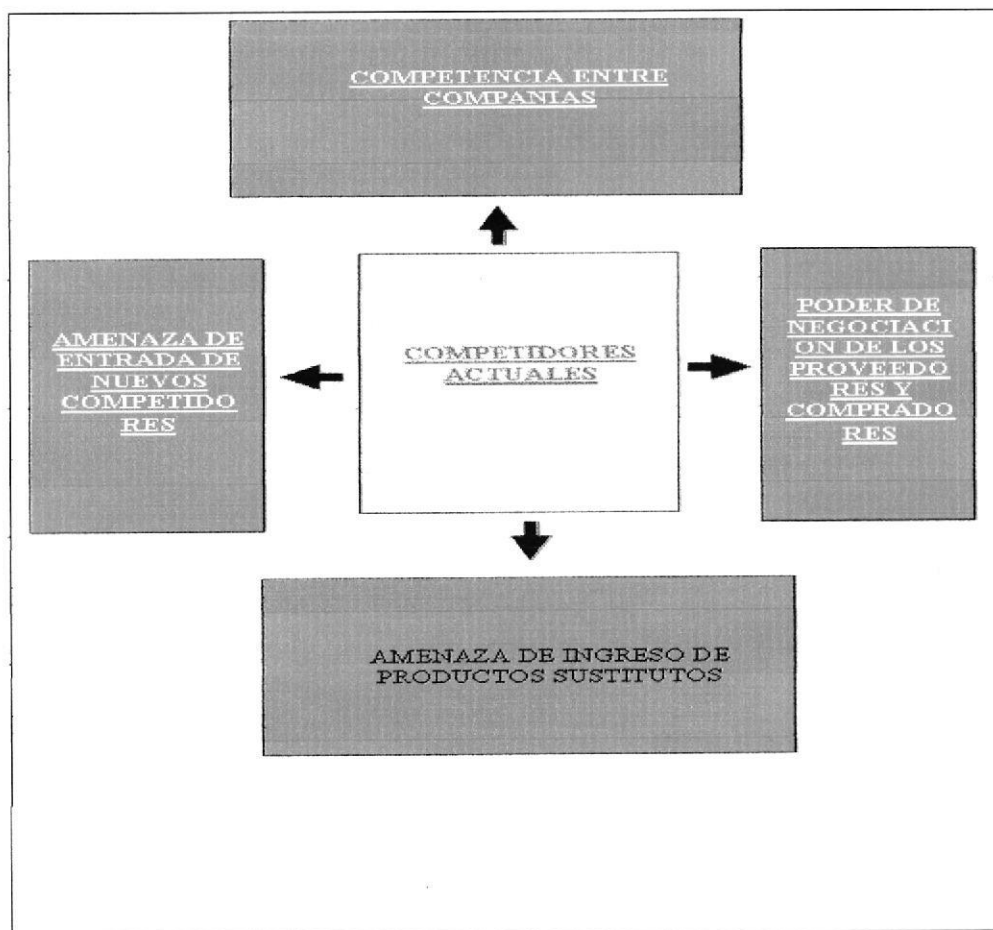 COMPETENCIA ENTRE
COMPANIAS
AMENAZA DE
ENTRADA DE
NUEVOS
COMPETIDO
RES
COMPETIDORES
ACTUALES
PODER DE
NEGOCIACI
ON DE LOS
PROVEEDO
RES Y
COMPRADO
RES
AMENAZA DE INGRESO DE
PRODUCTOS SUSTITUTOS